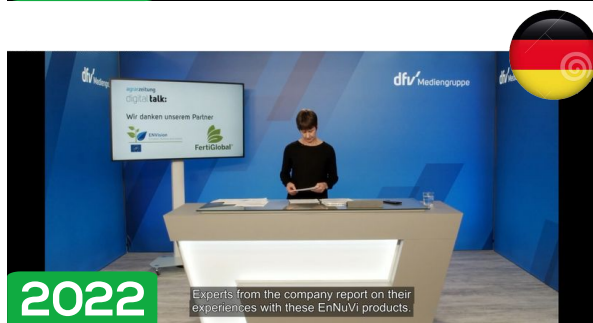 dfv Mediengruppe
dfv
agrarzeitung
digital talk:
Wir danken unserem Partner
ENVision
FertiGlobal
2022
Experts from the company report on their
experiences with these EnNuVi products.